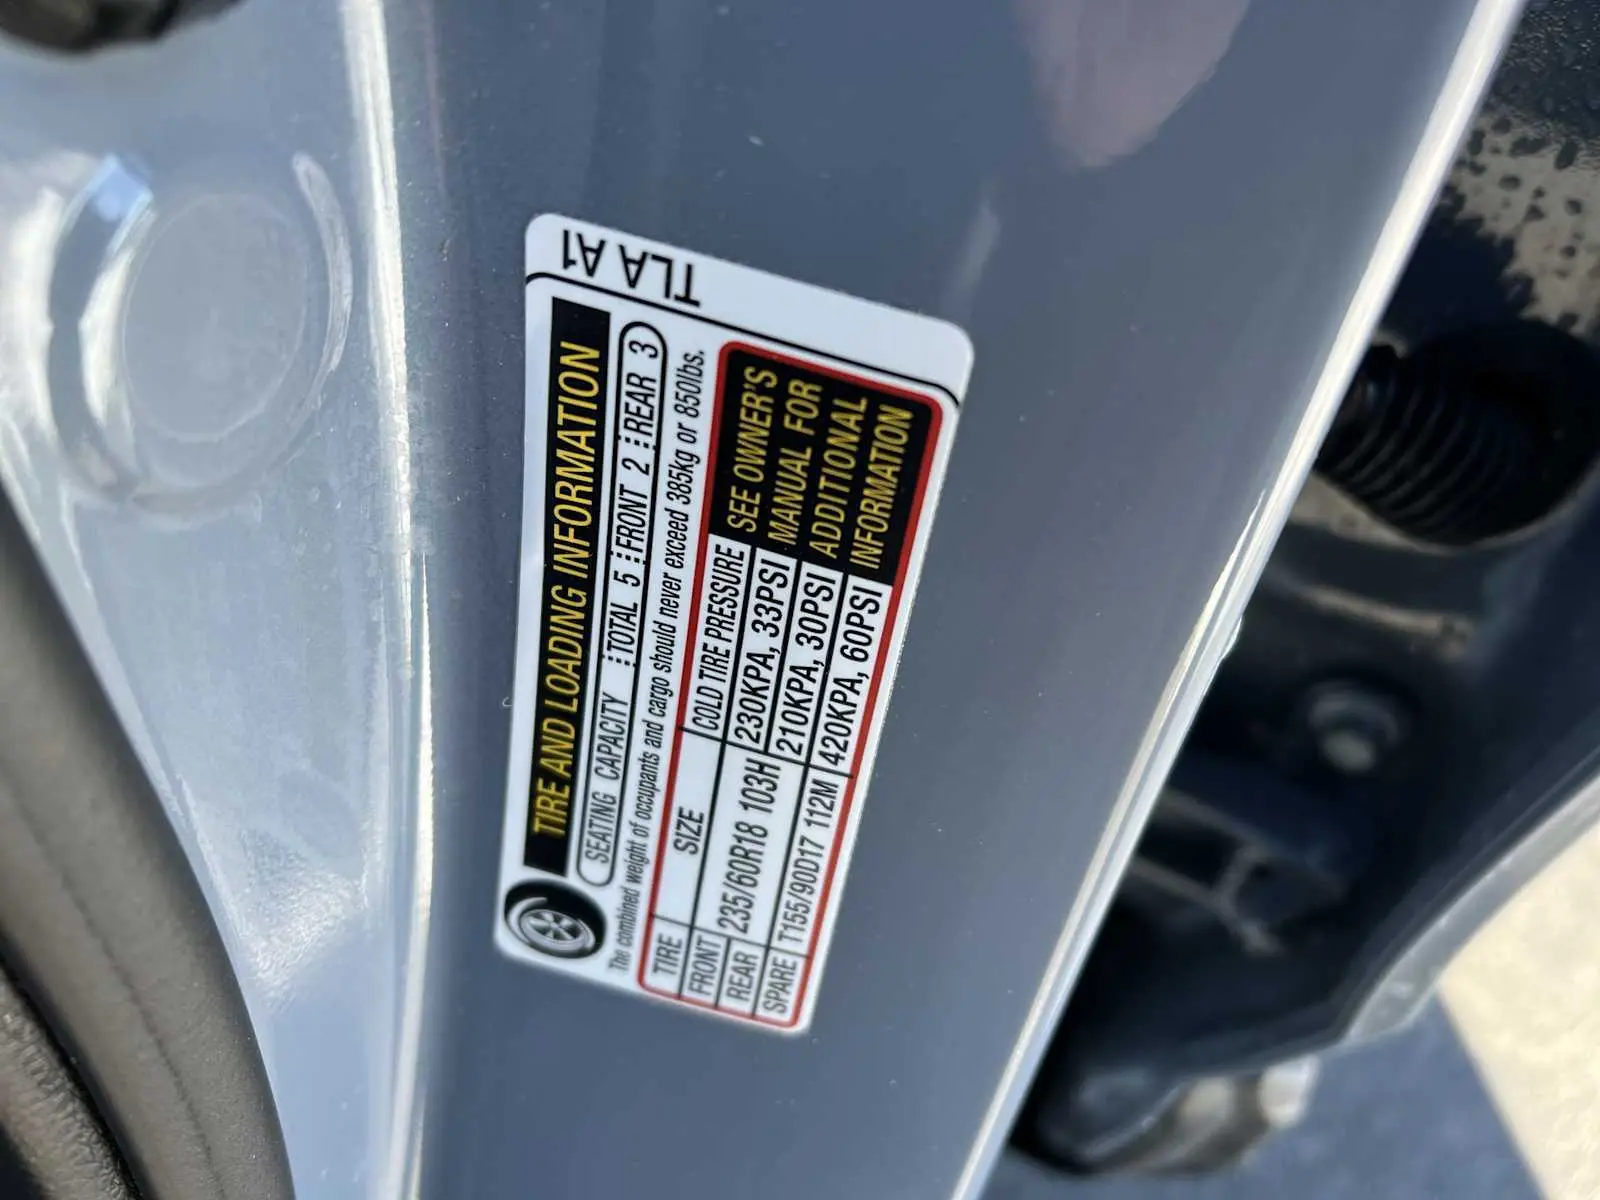 TLA A1
TIRE AND LOADING INFORMATION
SEATING CAPACITY TOTAL 5 FRONT 2 REAR 3
The combined weight of occupants and cargo should never exceed 385kg or 850lbs.
TIRE SIZE COLD TIRE PRESSURE
FRONT 235/60R18 103H 230KPA, 33PSI
REAR 210KPA, 30PSI
SPARE T155/90D17 112M 420KPA, 60PSI
SEE OWNER'S
MANUAL FOR
ADDITIONAL
INFORMATION